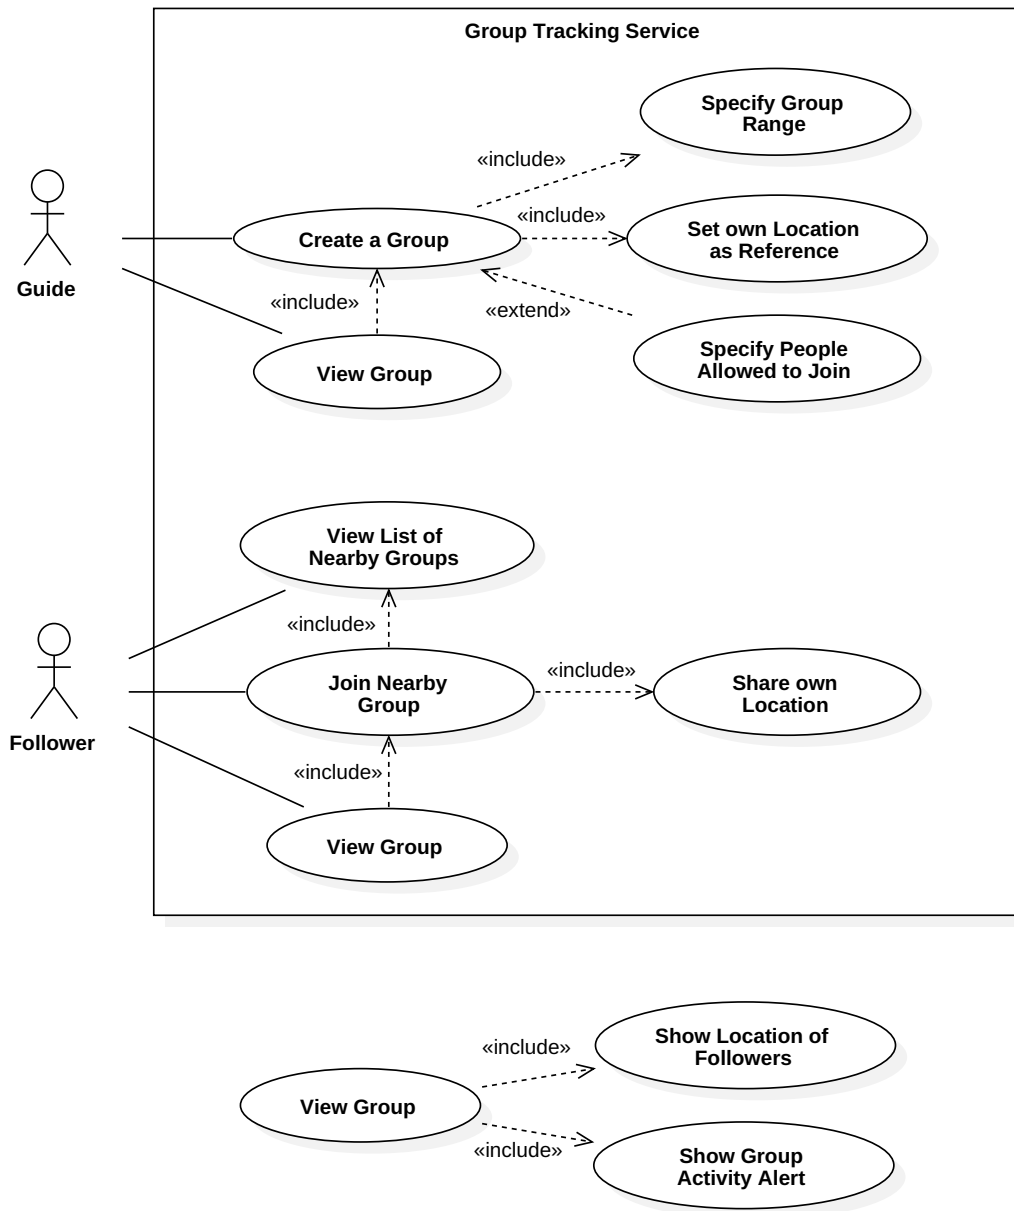 Group Tracking Service
Specify Group
Range
«include»
«include»
Create a Group
Set own Location
as Reference
Guide
«include»
«extend»
View Group
Specify People
Allowed to Join
View List of
Nearby Groups
«include»
Join Nearby
Group
«include»
Share own
Location
Follower
«include»
View Group
Show Location of
Followers
«include»
View Group
«include»
Show Group
Activity Alert